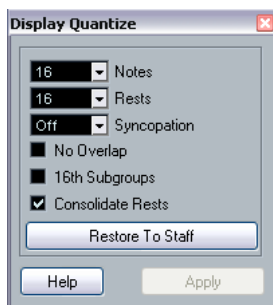 Display Quantize
16 Notes
16 Rests
Off Syncopation
No Overlap
16th Subgroups
Consolidate Rests
Restore To Staff
Help Apply